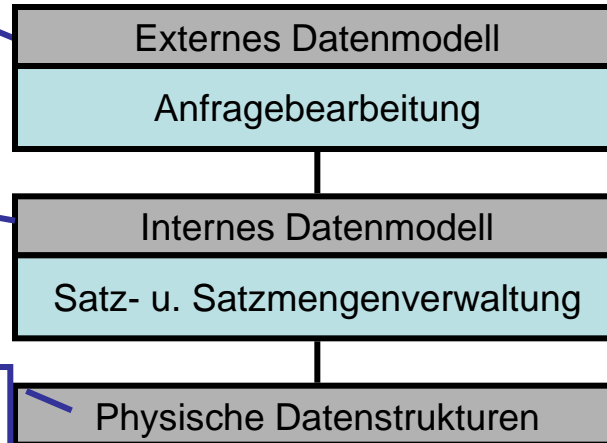 Externes Datenmodell
Anfragebearbeitung
Internes Datenmodell
Satz- u. Satzmengenverwaltung
Physische Datenstrukturen